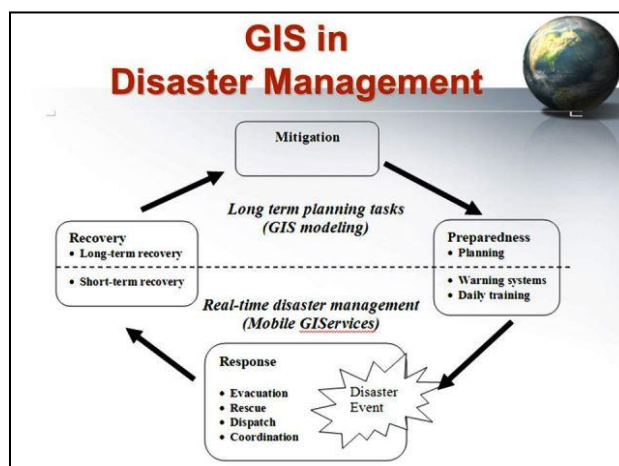 GIS in
Disaster Management
Mitigation
Long term planning tasks
(GIS modeling)
Recovery
• Long-term recovery
• Short-term recovery
Preparedness
• Planning
• Warning systems
• Daily training
Real-time disaster management
(Mobile GIServices)
Response
• Evacuation
• Rescue
• Dispatch
• Coordination
Disaster
Event